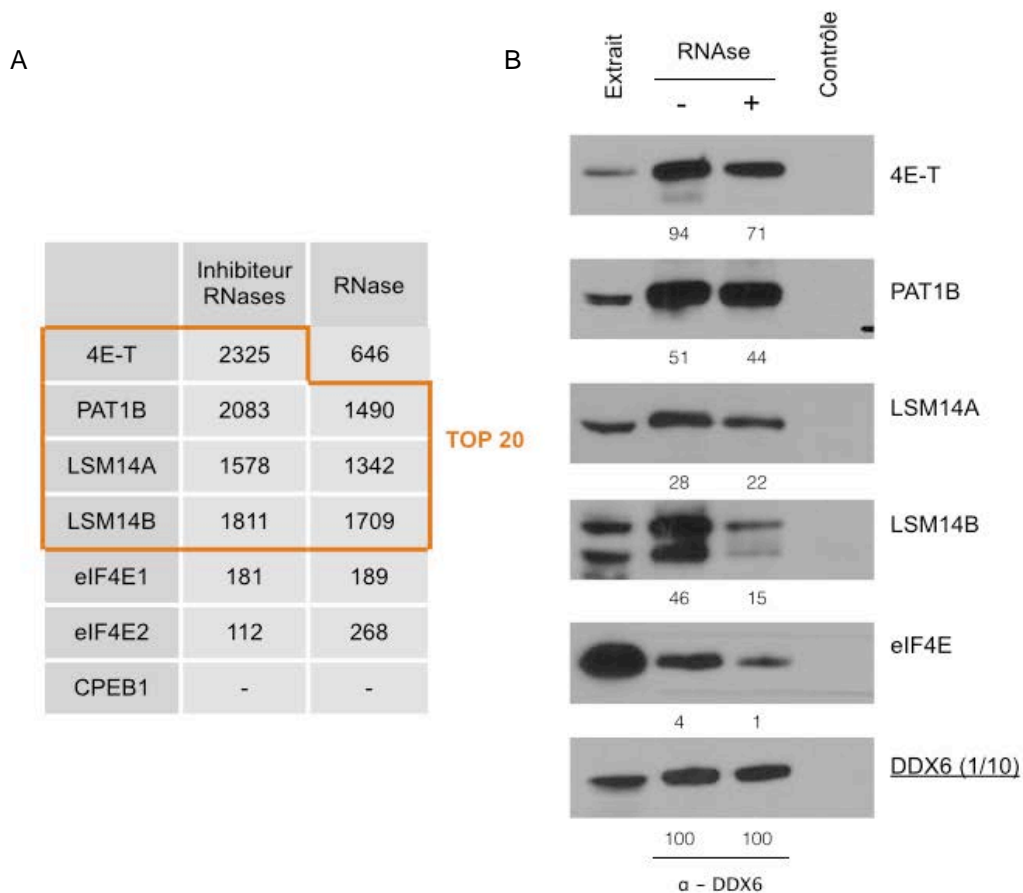 A
Inhibiteur
RNases
RNase
4E-T 2325 646
PAT1B 2083 1490
LSM14A 1578 1342
LSM14B 1811 1709
eIF4E1 181 189
eIF4E2 112 268
CPEB1 - -
TOP 20
B
Extrait
RNAse
- +
Contrôle
4E-T
94 71
PAT1B
51 44
LSM14A
28 22
LSM14B
46 15
eIF4E
4 1
DDX6 (1/10)
100 100
α - DDX6